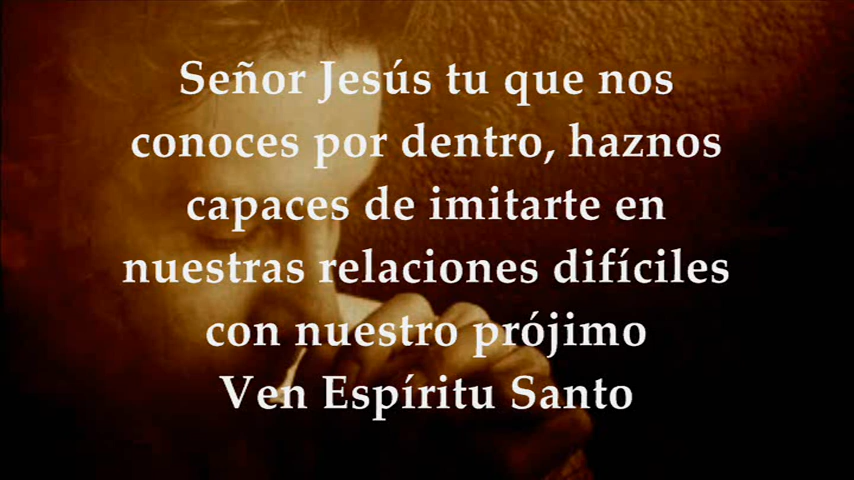 Señor Jesús tu que nos
conoces por dentro, haznos
capaces de imitarte en
nuestras relaciones difíciles
con nuestro prójimo
Ven Espíritu Santo